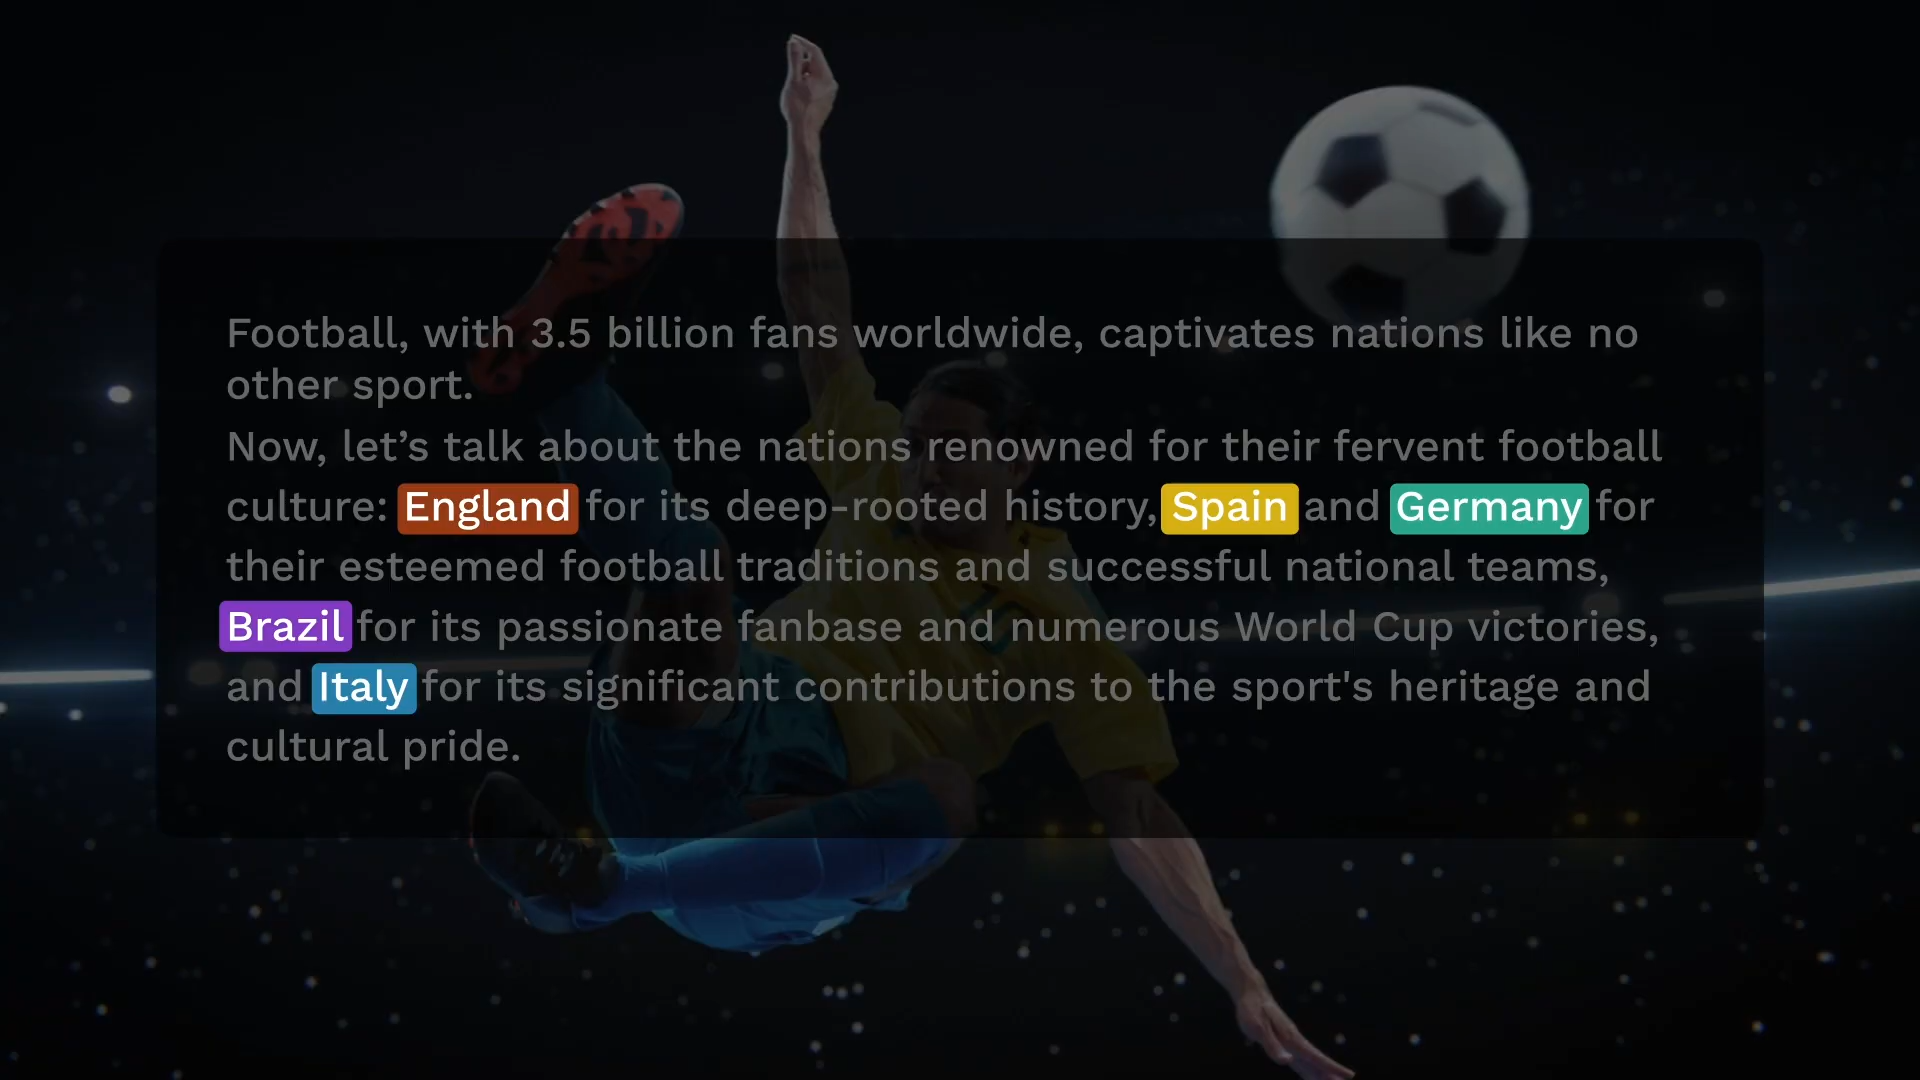 Football, with 3.5 billion fans worldwide, captivates nations like no
other sport.
Now, let’s talk about the nations renowned for their fervent football
culture: England for its deep-rooted history, Spain and Germany for
their esteemed football traditions and successful national teams,
Brazil for its passionate fanbase and numerous World Cup victories,
and Italy for its significant contributions to the sport's heritage and
cultural pride.
10